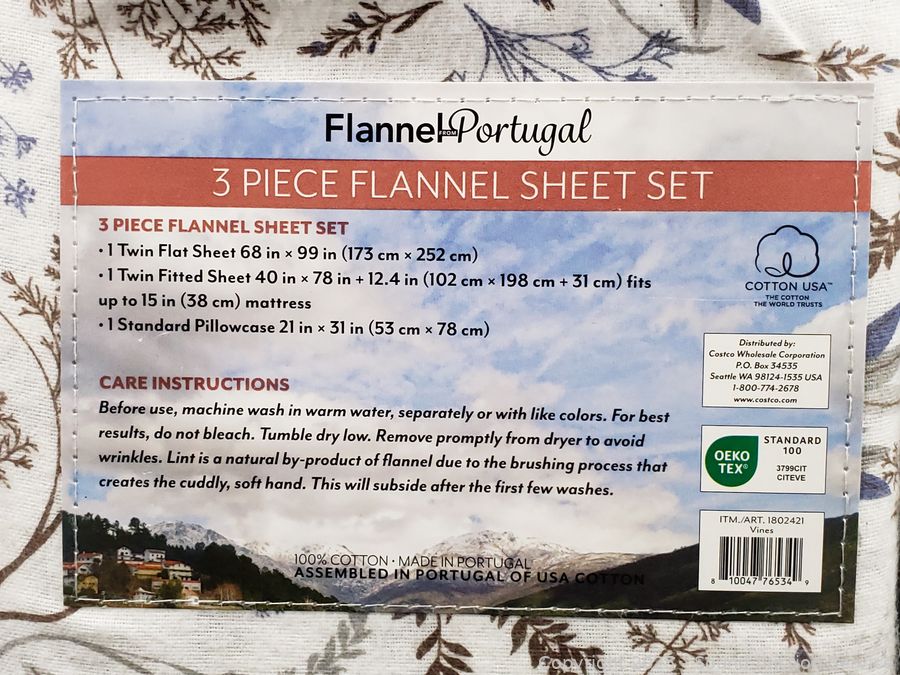 Flannel FROM Portugal
3 PIECE FLANNEL SHEET SET
3 PIECE FLANNEL SHEET SET
• 1 Twin Flat Sheet 68 in × 99 in (173 cm × 252 cm)
• 1 Twin Fitted Sheet 40 in × 78 in + 12.4 in (102 cm × 198 cm + 31 cm) fits
up to 15 in (38 cm) mattress
• 1 Standard Pillowcase 21 in × 31 in (53 cm × 78 cm)
CARE INSTRUCTIONS
Before use, machine wash in warm water, separately or with like colors. For best
results, do not bleach. Tumble dry low. Remove promptly from dryer to avoid
wrinkles. Lint is a natural by-product of flannel due to the brushing process that
creates the cuddly, soft hand. This will subside after the first few washes.
100% COTTON • MADE IN PORTUGAL
ASSEMBLED IN PORTUGAL OF USA COTTON
COTTON USA™
THE COTTON
THE WORLD TRUSTS
Distributed by:
Costco Wholesale Corporation
P.O. Box 34535
Seattle WA 98124-1535 USA
1-800-774-2678
www.costco.com
OEKO
TEX®
STANDARD
100
3799CIT
CITEVE
ITM./ART. 1802421
Vines
8 10047 76534 9
Copyright